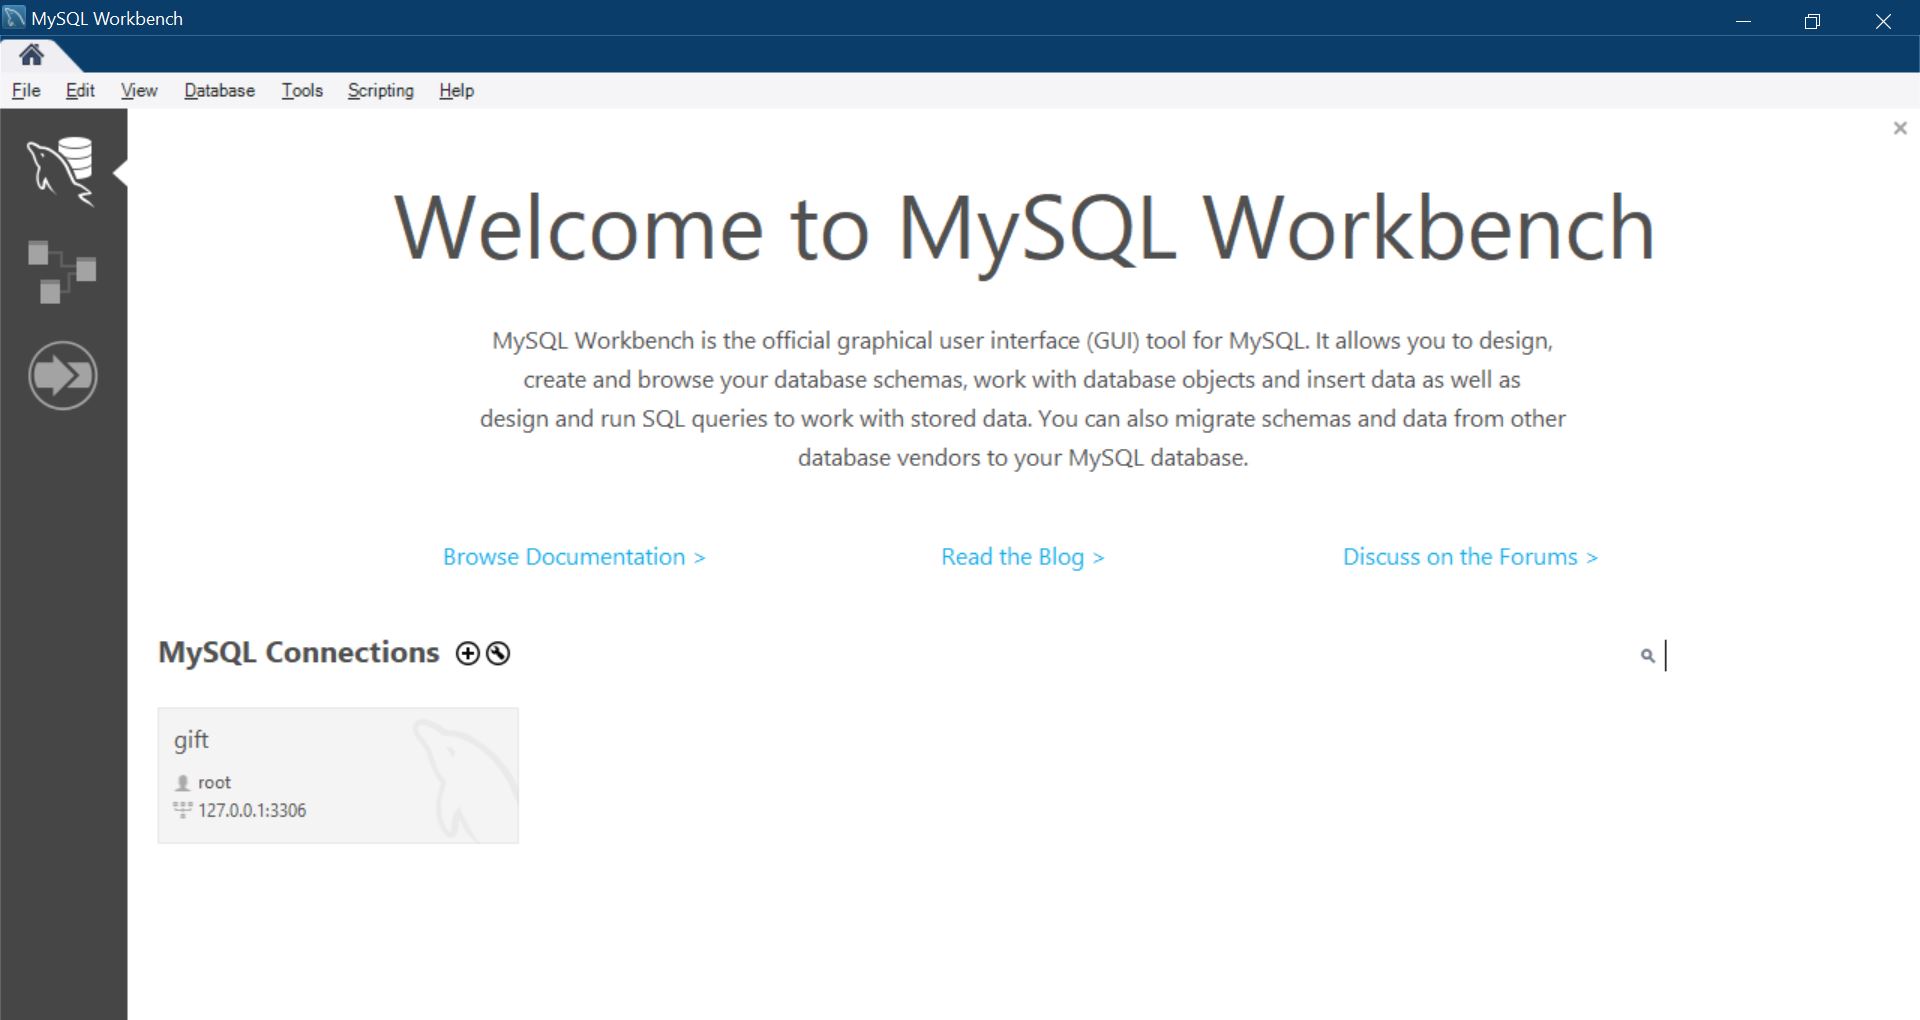 MySQL Workbench
File Edit View Database Tools Scripting Help
Welcome to MySQL Workbench
MySQL Workbench is the official graphical user interface (GUI) tool for MySQL. It allows you to design,
create and browse your database schemas, work with database objects and insert data as well as
design and run SQL queries to work with stored data. You can also migrate schemas and data from other
database vendors to your MySQL database.
Browse Documentation > Read the Blog > Discuss on the Forums >
MySQL Connections
gift
root
127.0.0.1:3306